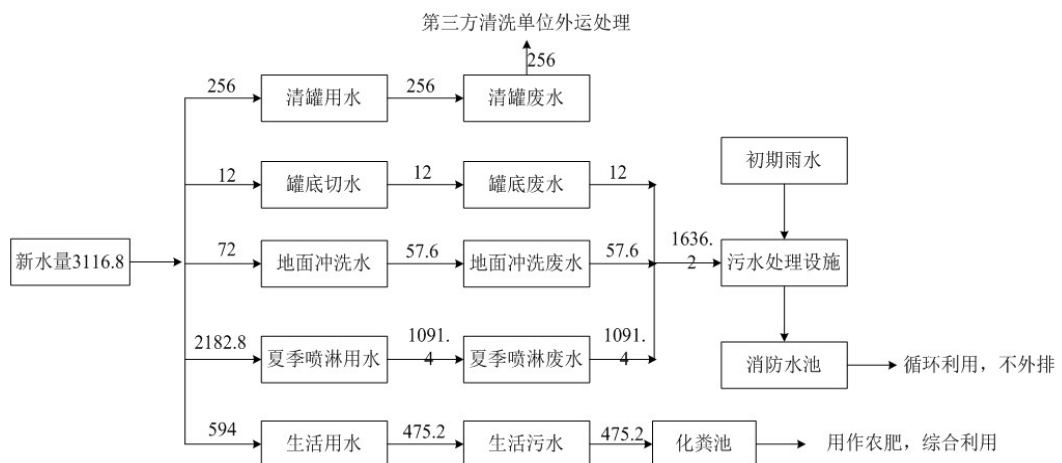 第三方清洗单位外运处理
256
256
清罐用水
256
清罐废水
初期雨水
12
罐底切水
12
罐底废水
12
新水量3116.8
72
地面冲洗水
57.6
地面冲洗废水
57.6
1636.
2
污水处理设施
2182.8
夏季喷淋用水
1091.
4
夏季喷淋废水
1091.
4
消防水池
循环利用，不外排
594
生活用水
475.2
生活污水
475.2
化粪池
用作农肥，综合利用